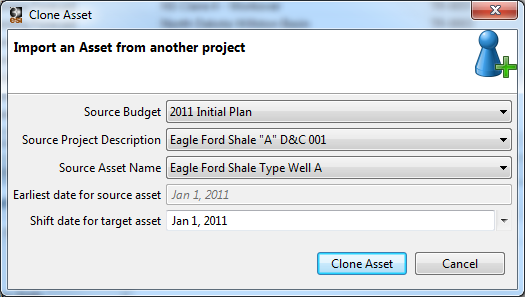 Clone Asset
Import an Asset from another project
Source Budget 2011 Initial Plan
Source Project Description Eagle Ford Shale "A" D&C 001
Source Asset Name Eagle Ford Shale Type Well A
Earliest date for source asset Jan 1, 2011
Shift date for target asset Jan 1, 2011
Clone Asset Cancel